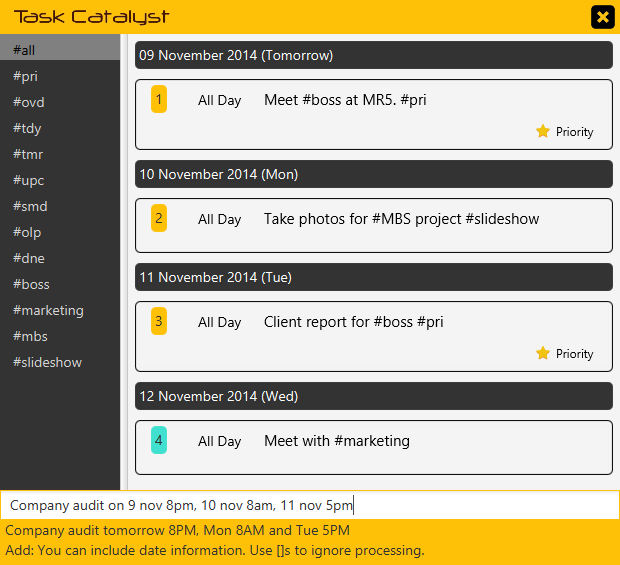 Task Catalyst
#all
#pri
#ovd
#tdy
#tmr
#upc
#smd
#olp
#dne
#boss
#marketing
#mbs
#slideshow
09 November 2014 (Tomorrow)
1 All Day Meet #boss at MR5. #pri
Priority
10 November 2014 (Mon)
2 All Day Take photos for #MBS project #slideshow
11 November 2014 (Tue)
3 All Day Client report for #boss #pri
Priority
12 November 2014 (Wed)
4 All Day Meet with #marketing
Company audit on 9 nov 8pm, 10 nov 8am, 11 nov 5pm
Company audit tomorrow 8PM, Mon 8AM and Tue 5PM
Add: You can include date information. Use []s to ignore processing.